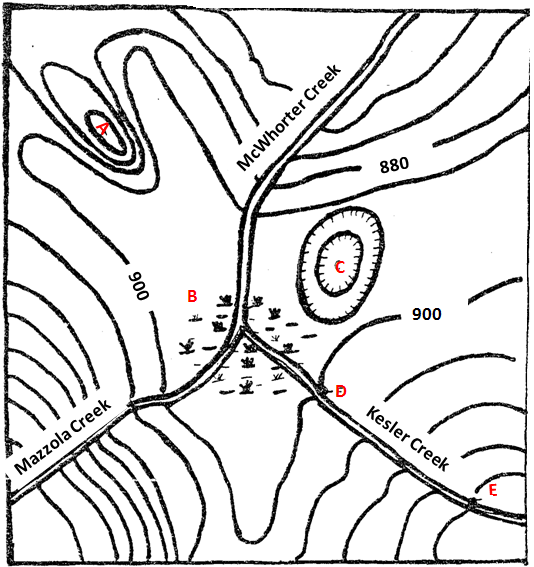 A
McWhorter Creek
880
C
900
B
900
D
Mazzola Creek
Kesler Creek
E